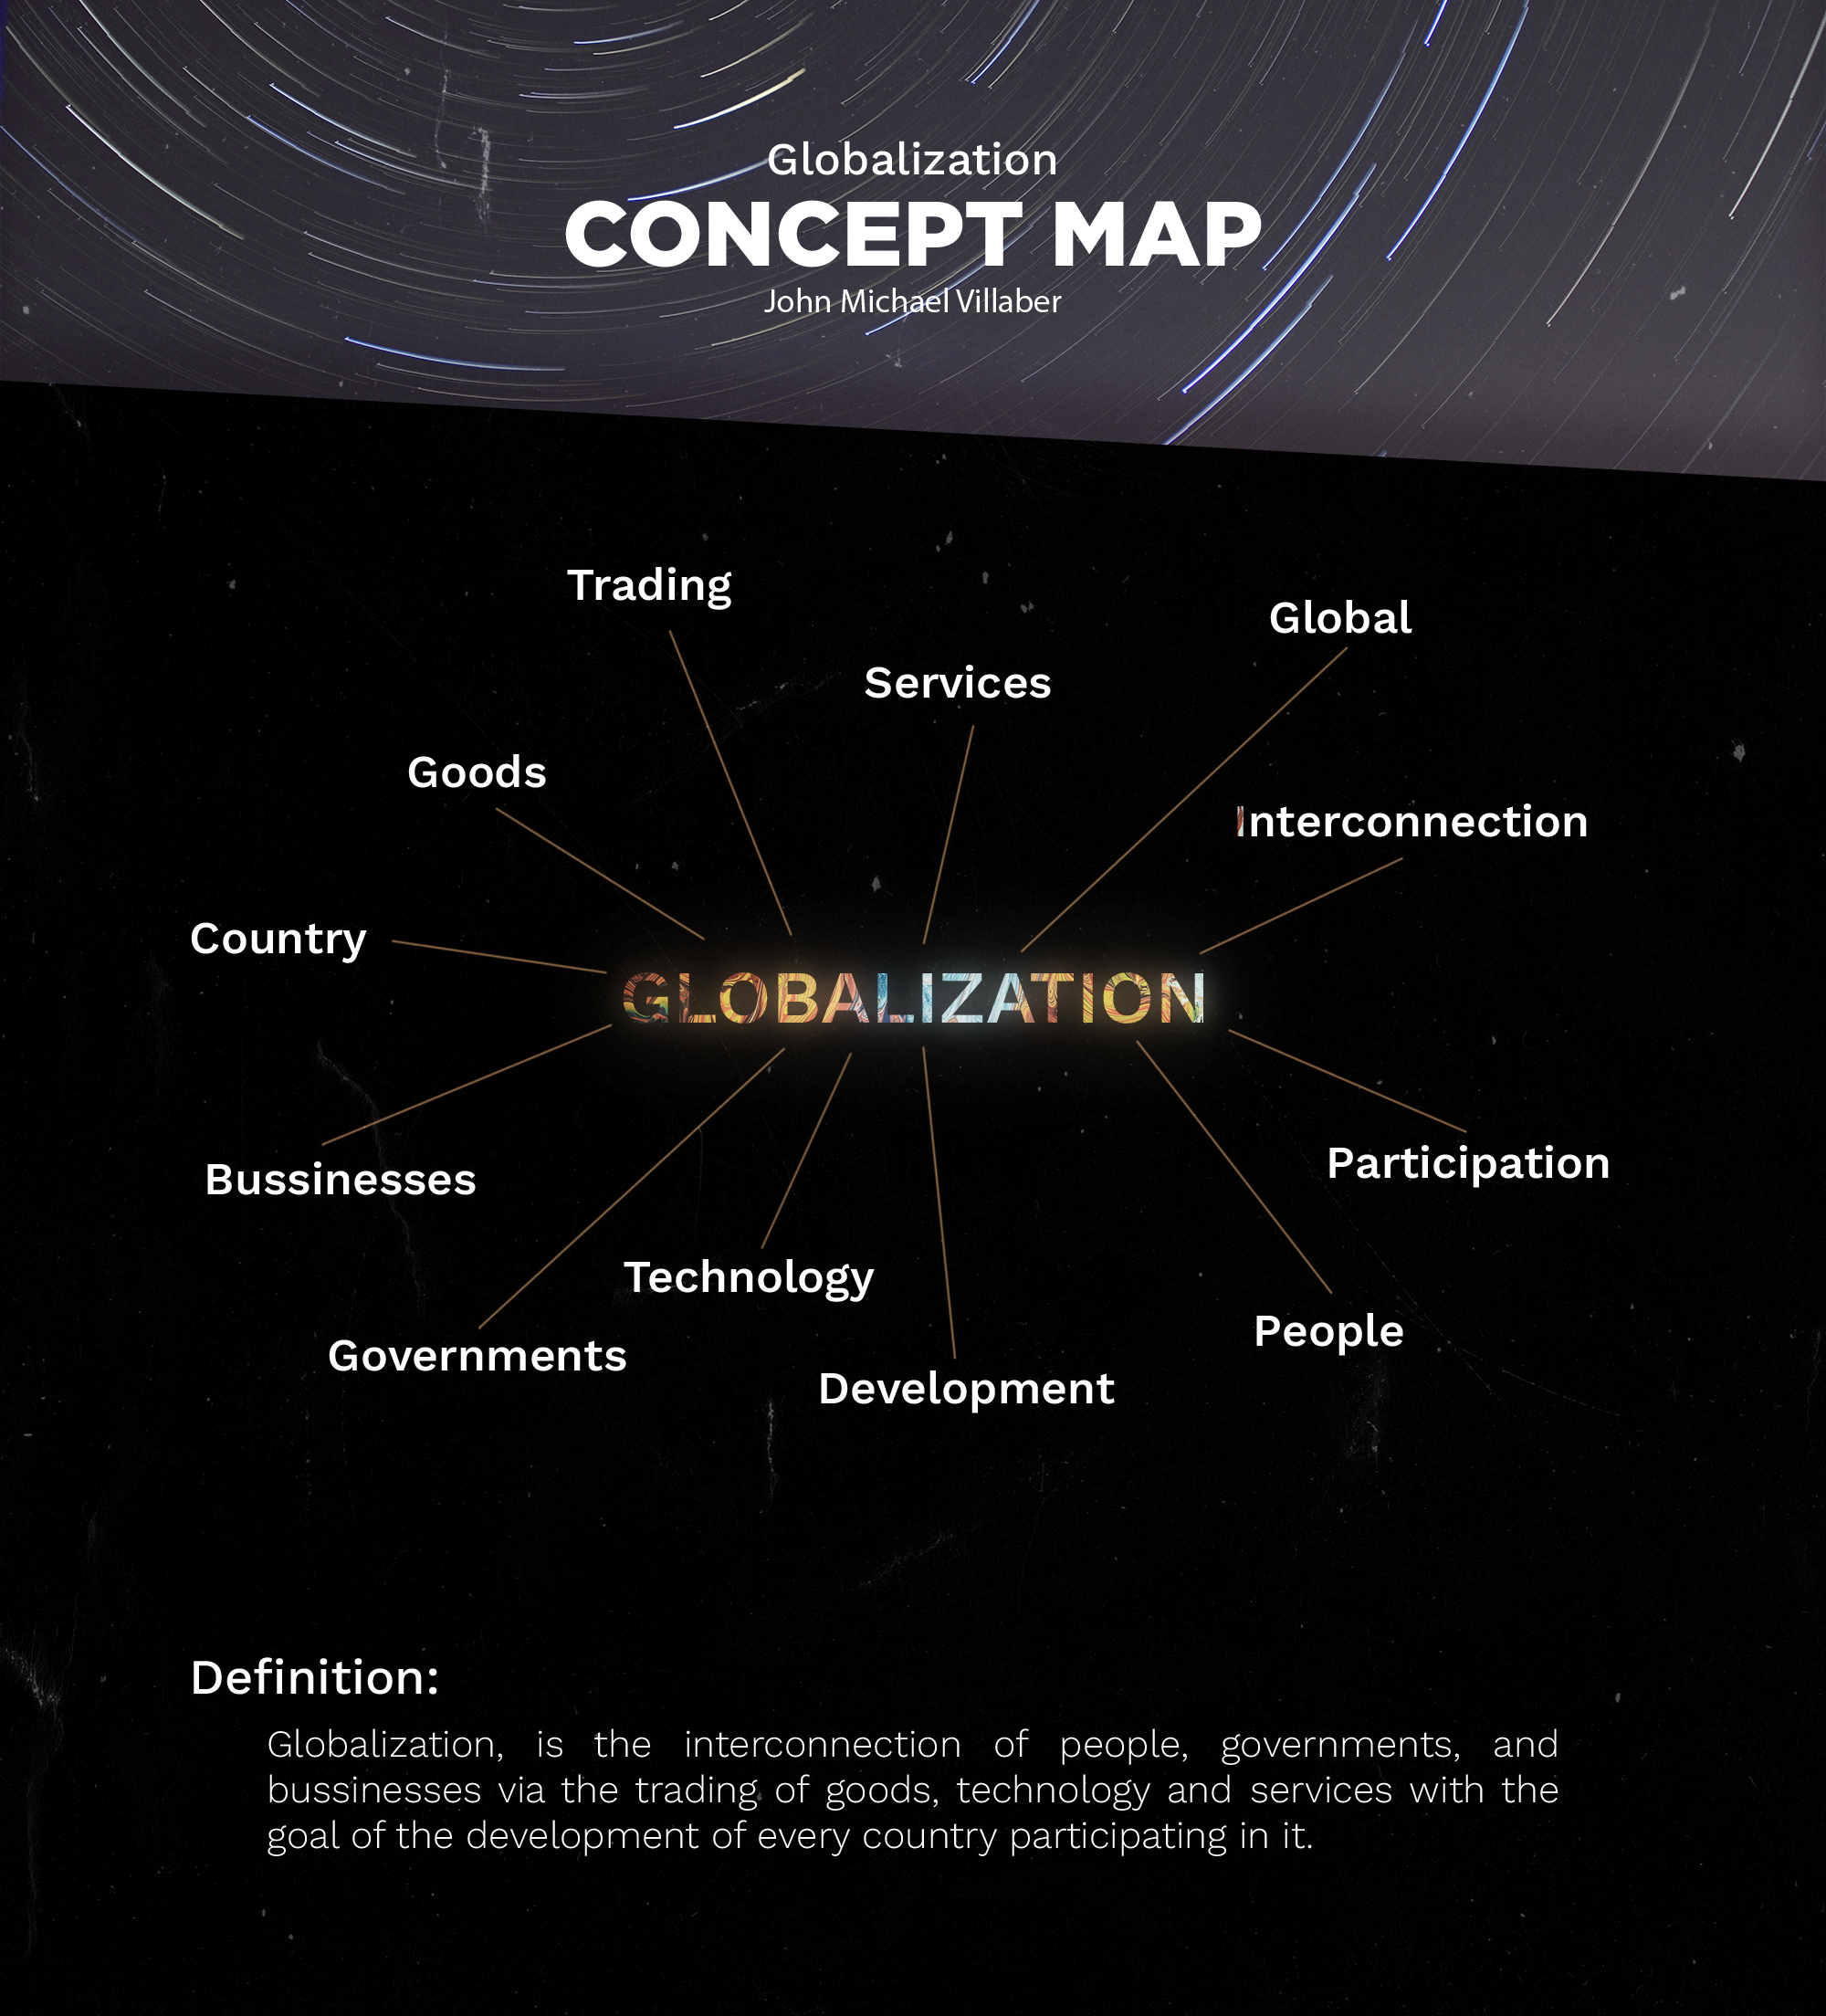 Globalization
CONCEPT MAP
John Michael Villaber
Trading
Global
Services
Goods
Interconnection
Country
GLOBALIZATION
Participation
Bussinesses
Technology
People
Governments
Development
Definition:
Globalization, is the interconnection of people, governments, and
bussinesses via the trading of goods, technology and services with the
goal of the development of every country participating in it.